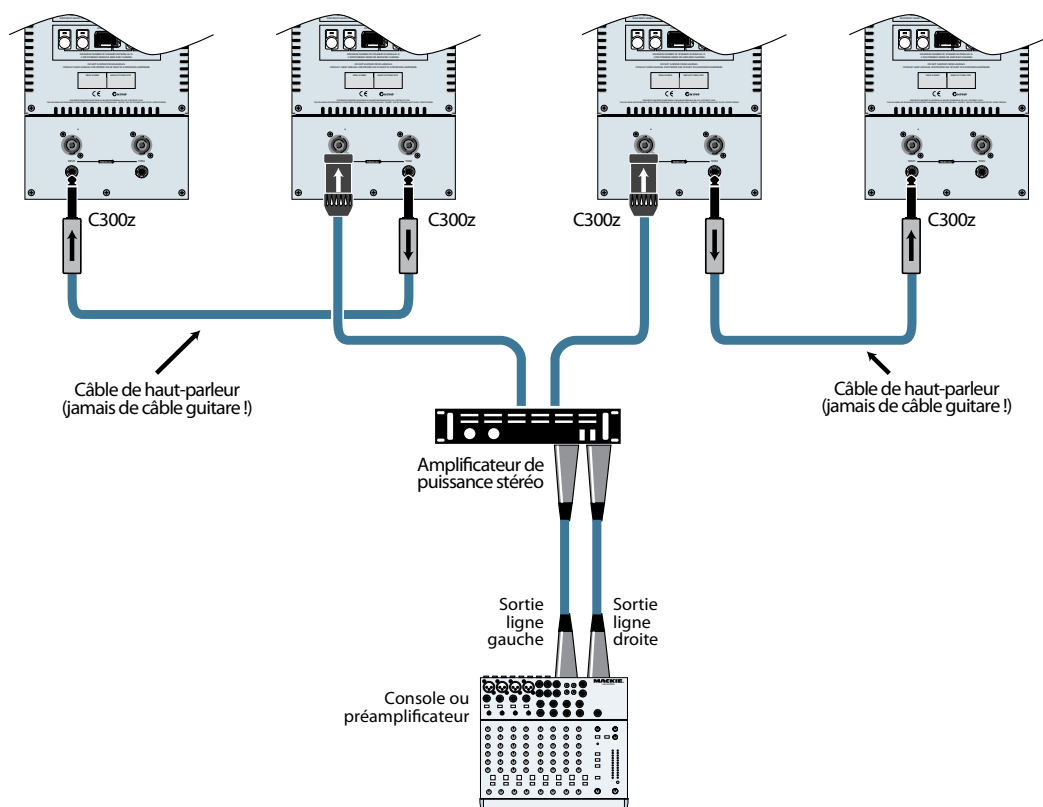 C300z
C300z
C300z
C300z
Câble de haut-parleur
(jamais de câble guitare !)
Câble de haut-parleur
(jamais de câble guitare !)
Amplificateur de
puissance stéréo
Sortie
ligne
gauche
Sortie
ligne
droite
MACKIE.
Console ou
préamplificateur